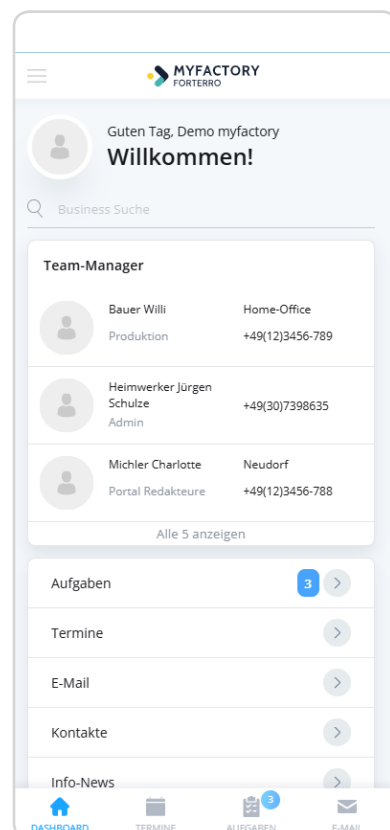 MYFACTORY
FORTERRO
Guten Tag, Demo myfactory
Willkommen!
Business Suche
Team-Manager
Bauer Willi
Home-Office
Produktion
+49(12)3456-789
Heimwerker Jürgen
Schulze
+49(30)7398635
Admin
Michler Charlotte
Neudorf
Portal Redakteure
+49(12)3456-788
Alle 5 anzeigen
Aufgaben
3
Termine
E-Mail
Kontakte
Info-News
3
DASHBOARD
TERMINE
AUFGABEN
E-MAIL